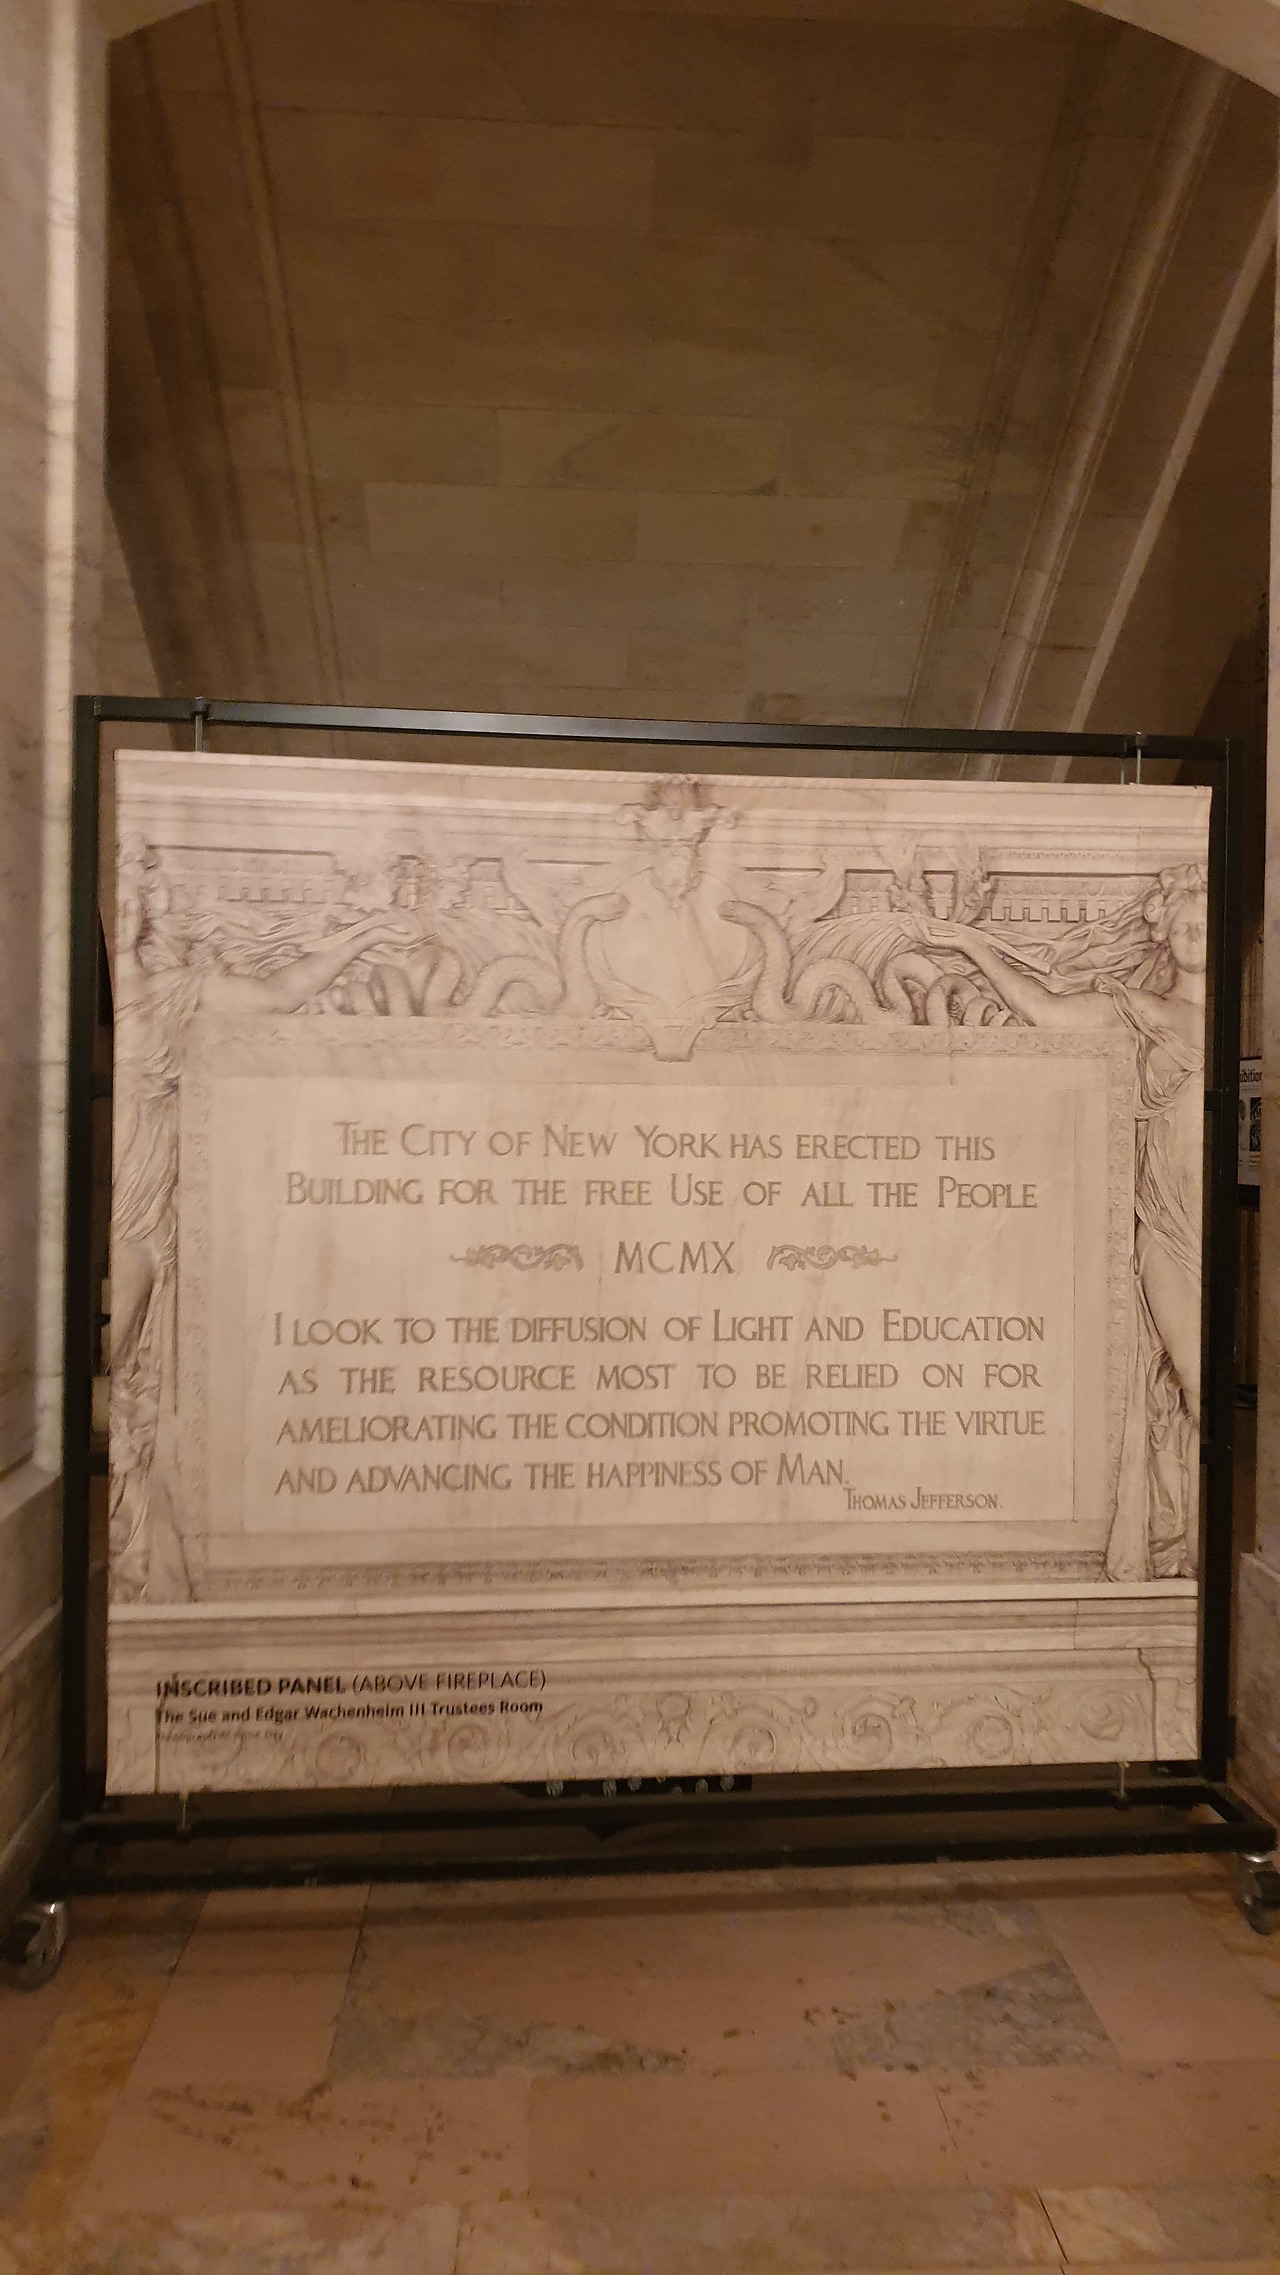 THE CITY OF NEW YORK HAS ERECTED THIS
BUILDING FOR THE FREE USE OF ALL THE PEOPLE
MCMX
I LOOK TO THE DIFFUSION OF LIGHT AND EDUCATION
AS THE RESOURCE MOST TO BE RELIED ON FOR
AMELIORATING THE CONDITION PROMOTING THE VIRTUE
AND ADVANCING THE HAPPINESS OF MAN.
THOMAS JEFFERSON.
INSCRIBED PANEL (ABOVE FIREPLACE)
The Sue and Edgar Wachenheim III Trustees Room